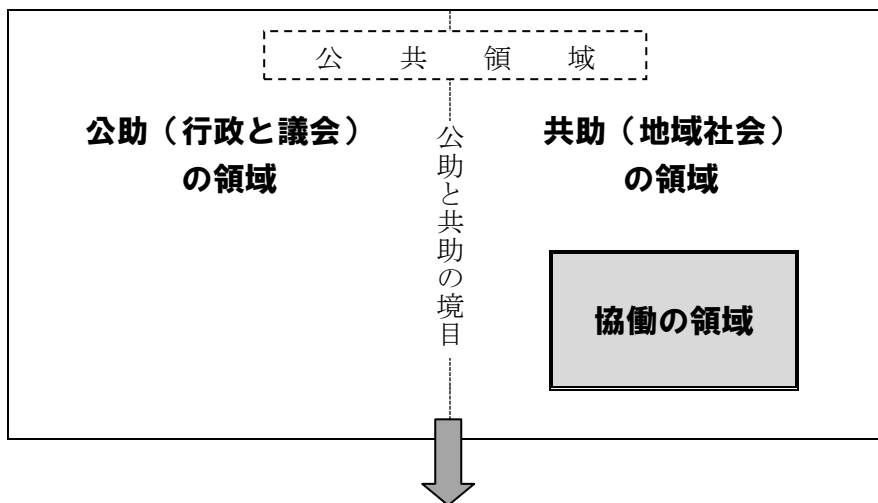 公共領域
公助（行政と議会）
の領域
公助と共助の境目
共助（地域社会）
の領域
協働の領域